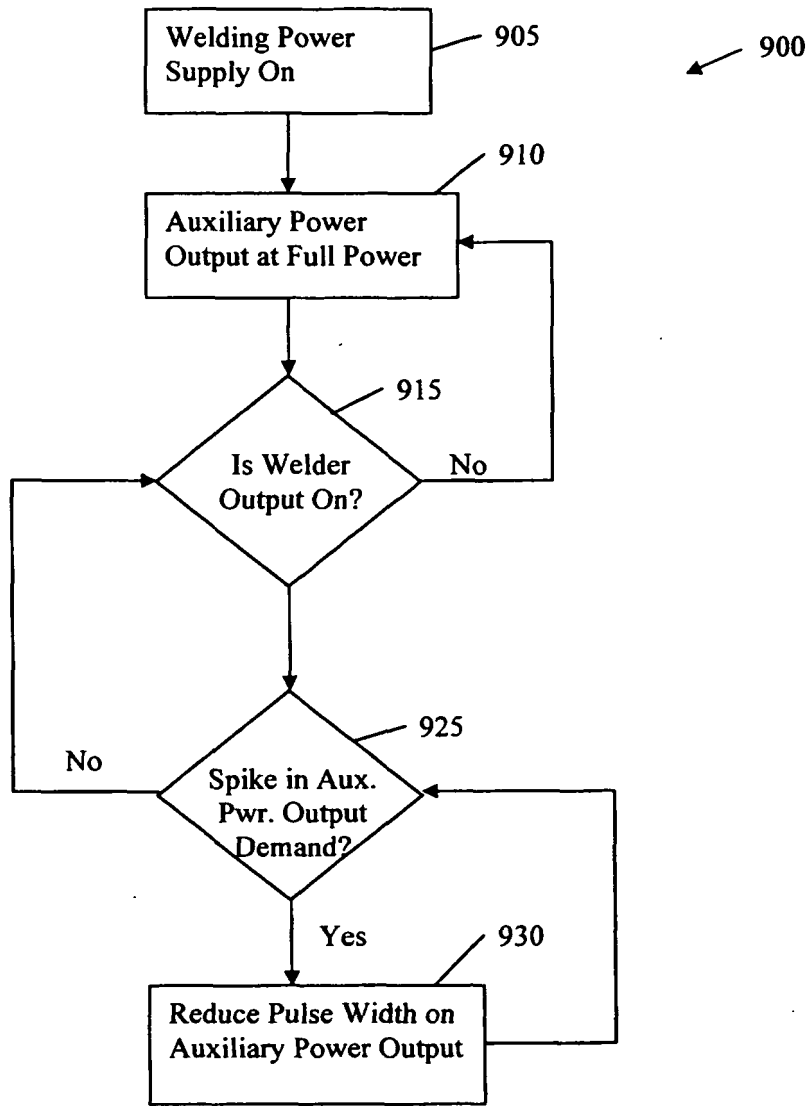 Welding Power
Supply On
905
900
910
Auxiliary Power
Output at Full Power
915
Is Welder
Output On?
No
925
No
Spike in Aux.
Pwr. Output
Demand?
Yes
930
Reduce Pulse Width on
Auxiliary Power Output